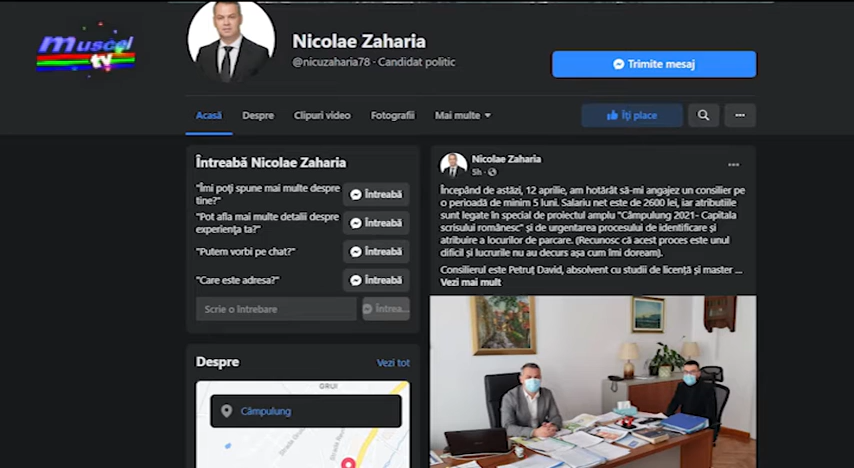 muscel
tv
Nicolae Zaharia
@nicuzaharia78 · Candidat politic
Trimite mesaj
Acasă
Despre
Clipuri video
Fotografii
Mai multe
Îți place
Întreabă Nicolae Zaharia
"Îmi poți spune mai multe despre
tine?"
Întreabă
"Pot afla mai multe detalii despre
experiența ta?"
Întreabă
"Putem vorbi pe chat?"
Întreabă
"Care este adresa?"
Întreabă
Scrie o întrebare
Întrea...
Despre
Vezi tot
GRUI
Câmpulung
Strada
Nicolae Zaharia
5h ·
Începând de astăzi, 12 aprilie, am hotărât să-mi angajez un consilier pe
o perioadă de minim 5 luni. Salariu net este de 2600 lei, iar atributiile
sunt legate în special de proiectul amplu "Câmpulung 2021- Capitala
scrisului românesc" și de urgentarea procesului de identificare și
atribuire a locurilor de parcare. (Recunosc că acest proces este unul
dificil și lucrurile nu au decurs așa cum îmi doream).
Consilierul este Petruț David, absolvent cu studii de licență și master ...
Vezi mai mult